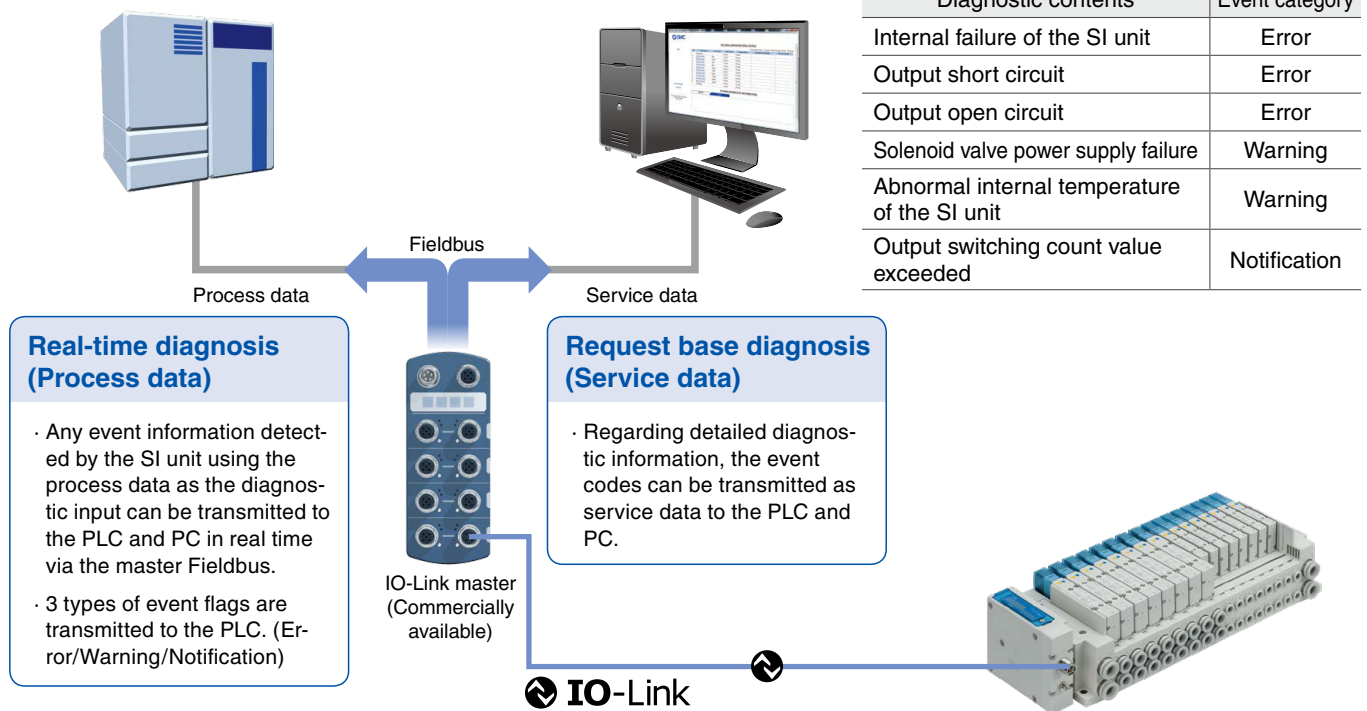 Diagnostic contents
Event category
Internal failure of the SI unit
Error
Output short circuit
Error
Output open circuit
Error
Solenoid valve power supply failure
Warning
Abnormal internal temperature
of the SI unit
Warning
Output switching count value
exceeded
Notification
Fieldbus
Process data
Service data
Real-time diagnosis
(Process data)
· Any event information detect-
ed by the SI unit using the
process data as the diagnos-
tic input can be transmitted to
the PLC and PC in real time
via the master Fieldbus.
· 3 types of event flags are
transmitted to the PLC. (Er-
ror/Warning/Notification)
Request base diagnosis
(Service data)
· Regarding detailed diagnos-
tic information, the event
codes can be transmitted as
service data to the PLC and
PC.
IO-Link master
(Commercially
available)
IO-Link